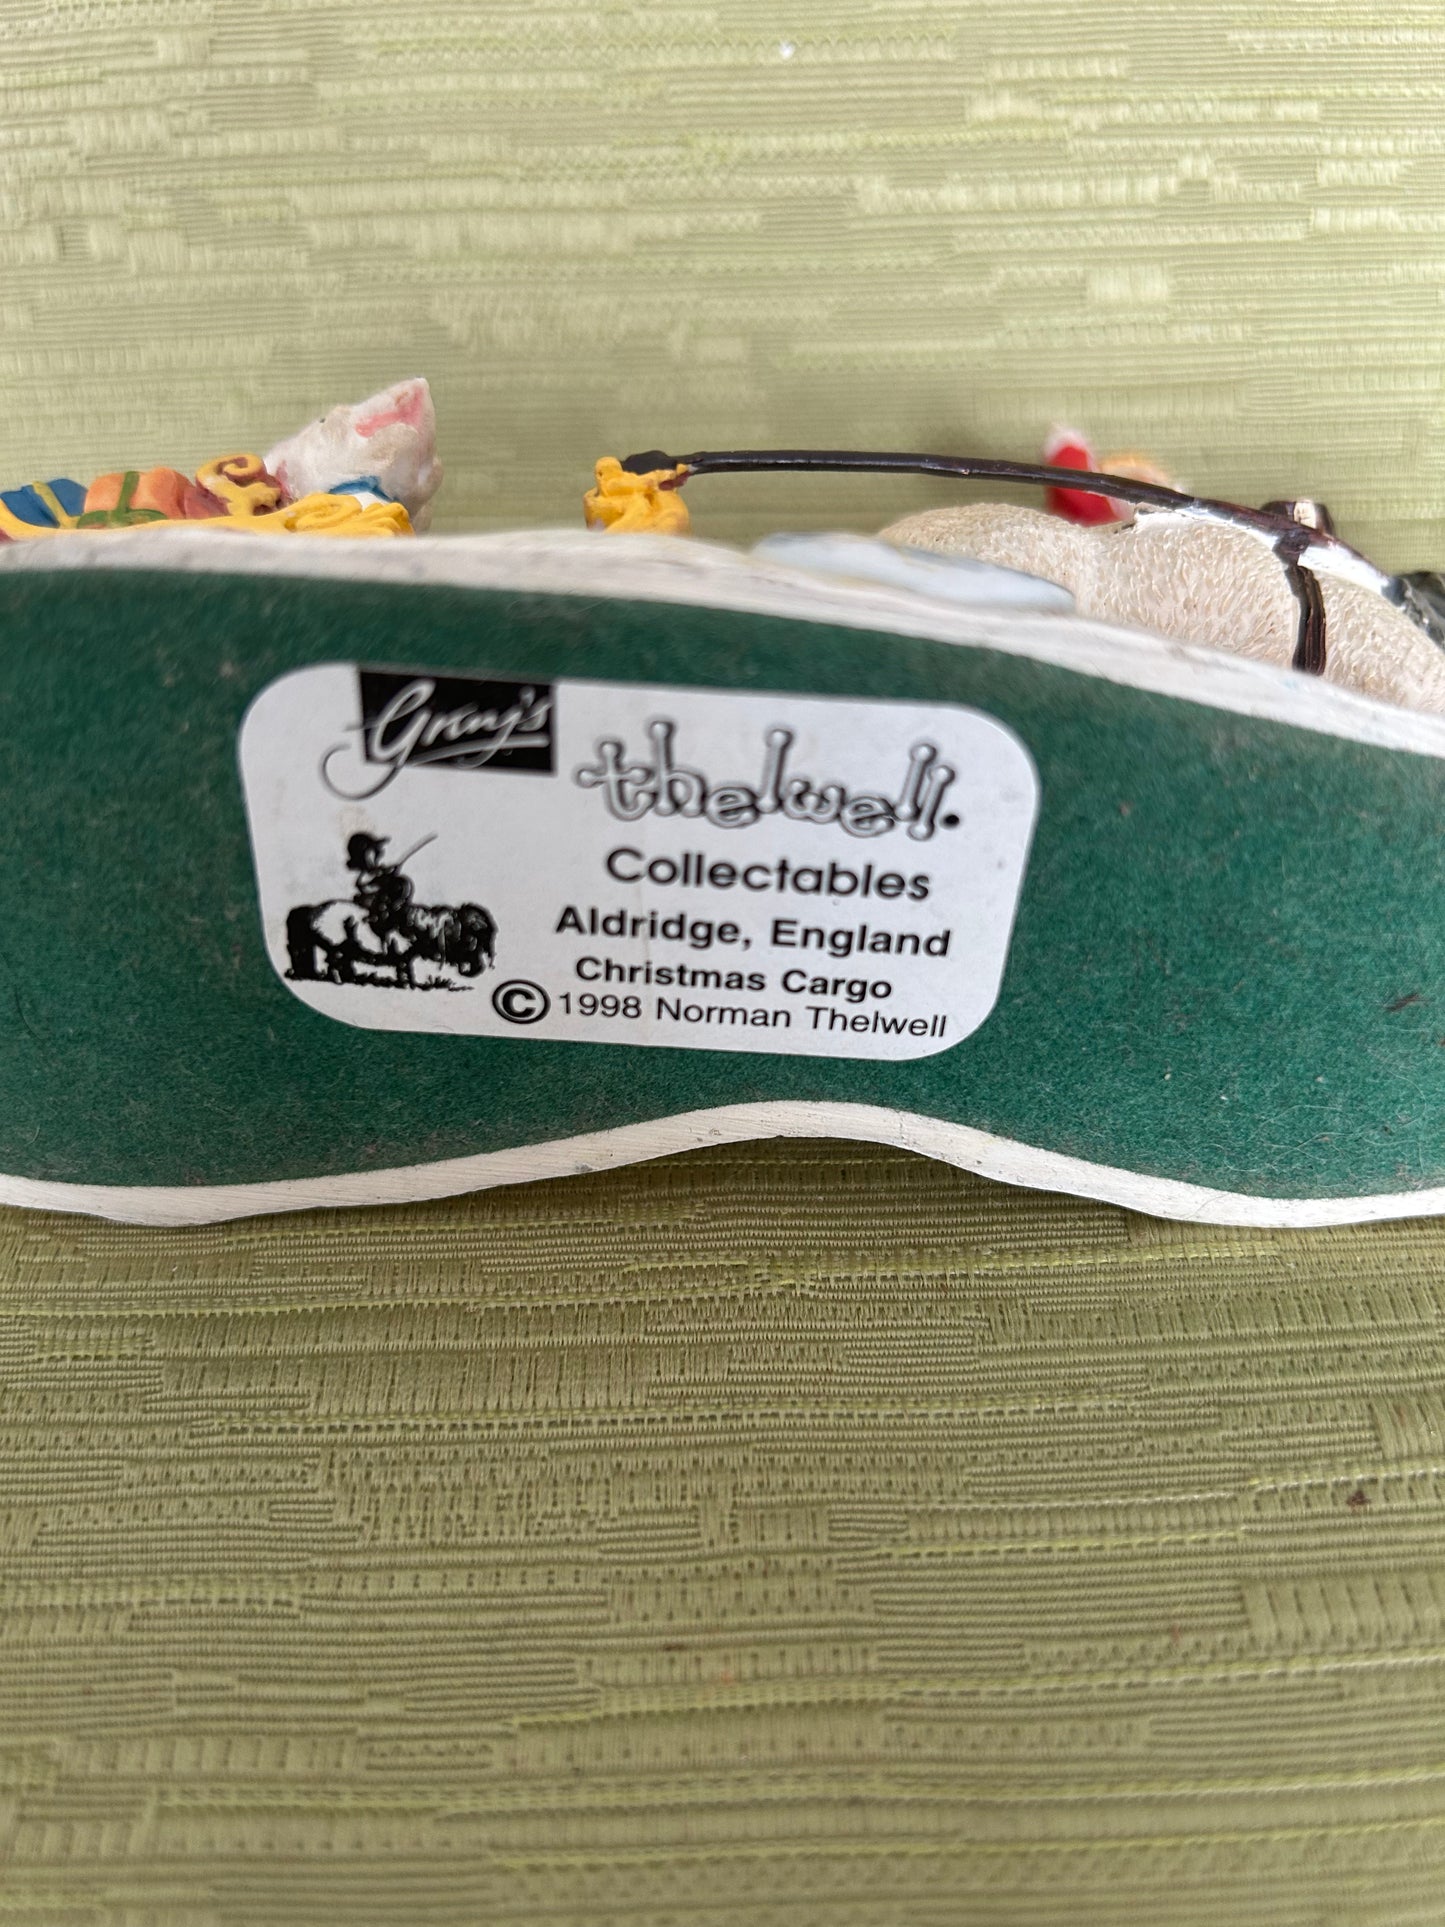 Gray's
thelwell.
Collectables
Aldridge, England
Christmas Cargo
© 1998 Norman Thelwell